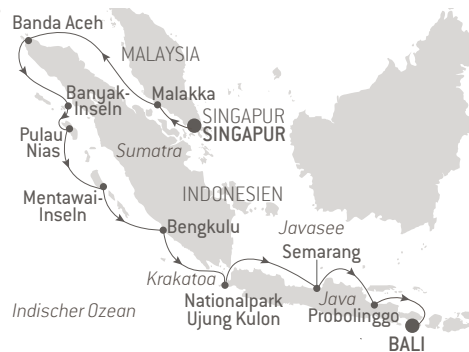 Banda Aceh
MALAYSIA
Banyak-
Inseln
Malakka
SINGAPUR
SINGAPUR
Pulau
Nias
Sumatra
Mentawai-
Inseln
INDONESIEN
Bengkulu
Javasee
Semarang
Krakatoa
Nationalpark
Ujung Kulon
Java
Probolinggo
Indischer Ozean
BALI